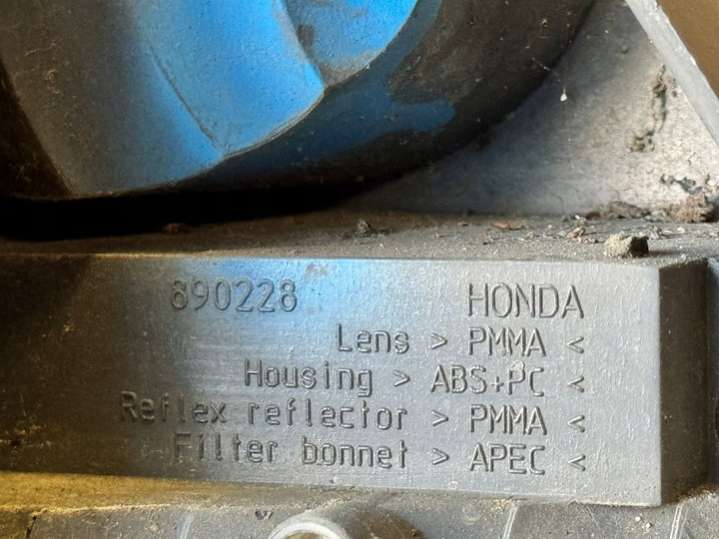 890228 HONDA
Lens > PMMA <
Housing > ABS+PC <
Reflex reflector > PMMA <
Filter bonnet > APEC <